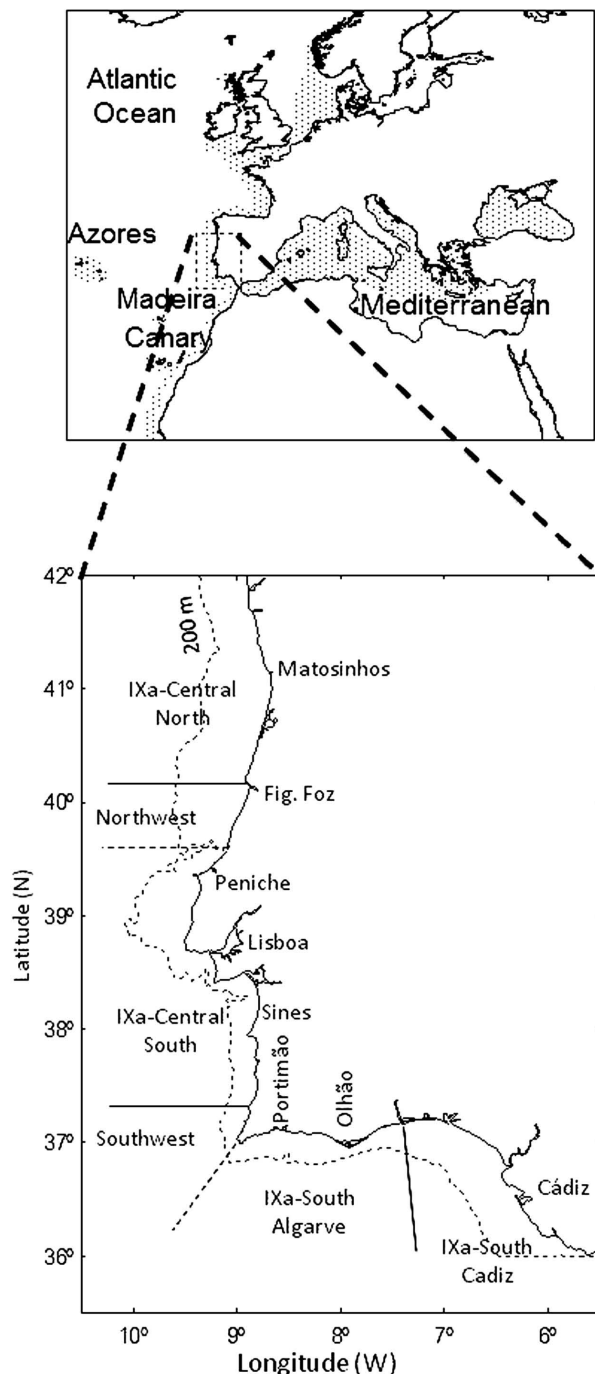 Atlantic
Ocean
Azores
Madeira
Canary
Mediterranean
42º
200 m
Matosinhos
41º
IXa-Central
North
40º
Fig. Foz
Northwest
Peniche
39º
Lisboa
Latitude (N)
IXa-Central
South
Sines
38º
Portimão
Olhão
37º
Southwest
IXa-South
Algarve
Cádiz
IXa-South
Cadiz
36º
10º 9º 8º 7º 6º
Longitude (W)